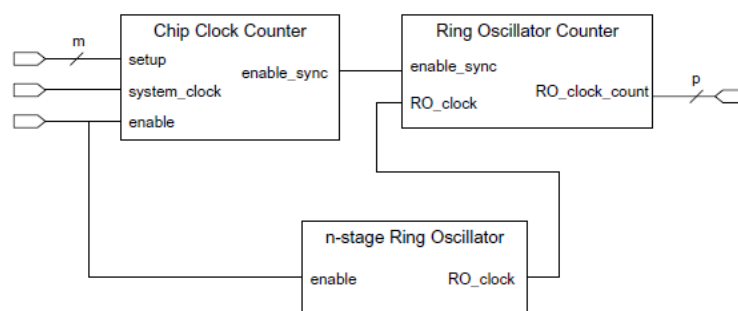 m
Chip Clock Counter
setup
enable_sync
system_clock
enable
Ring Oscillator Counter
enable_sync
RO_clock
RO_clock_count
p
n-stage Ring Oscillator
enable
RO_clock